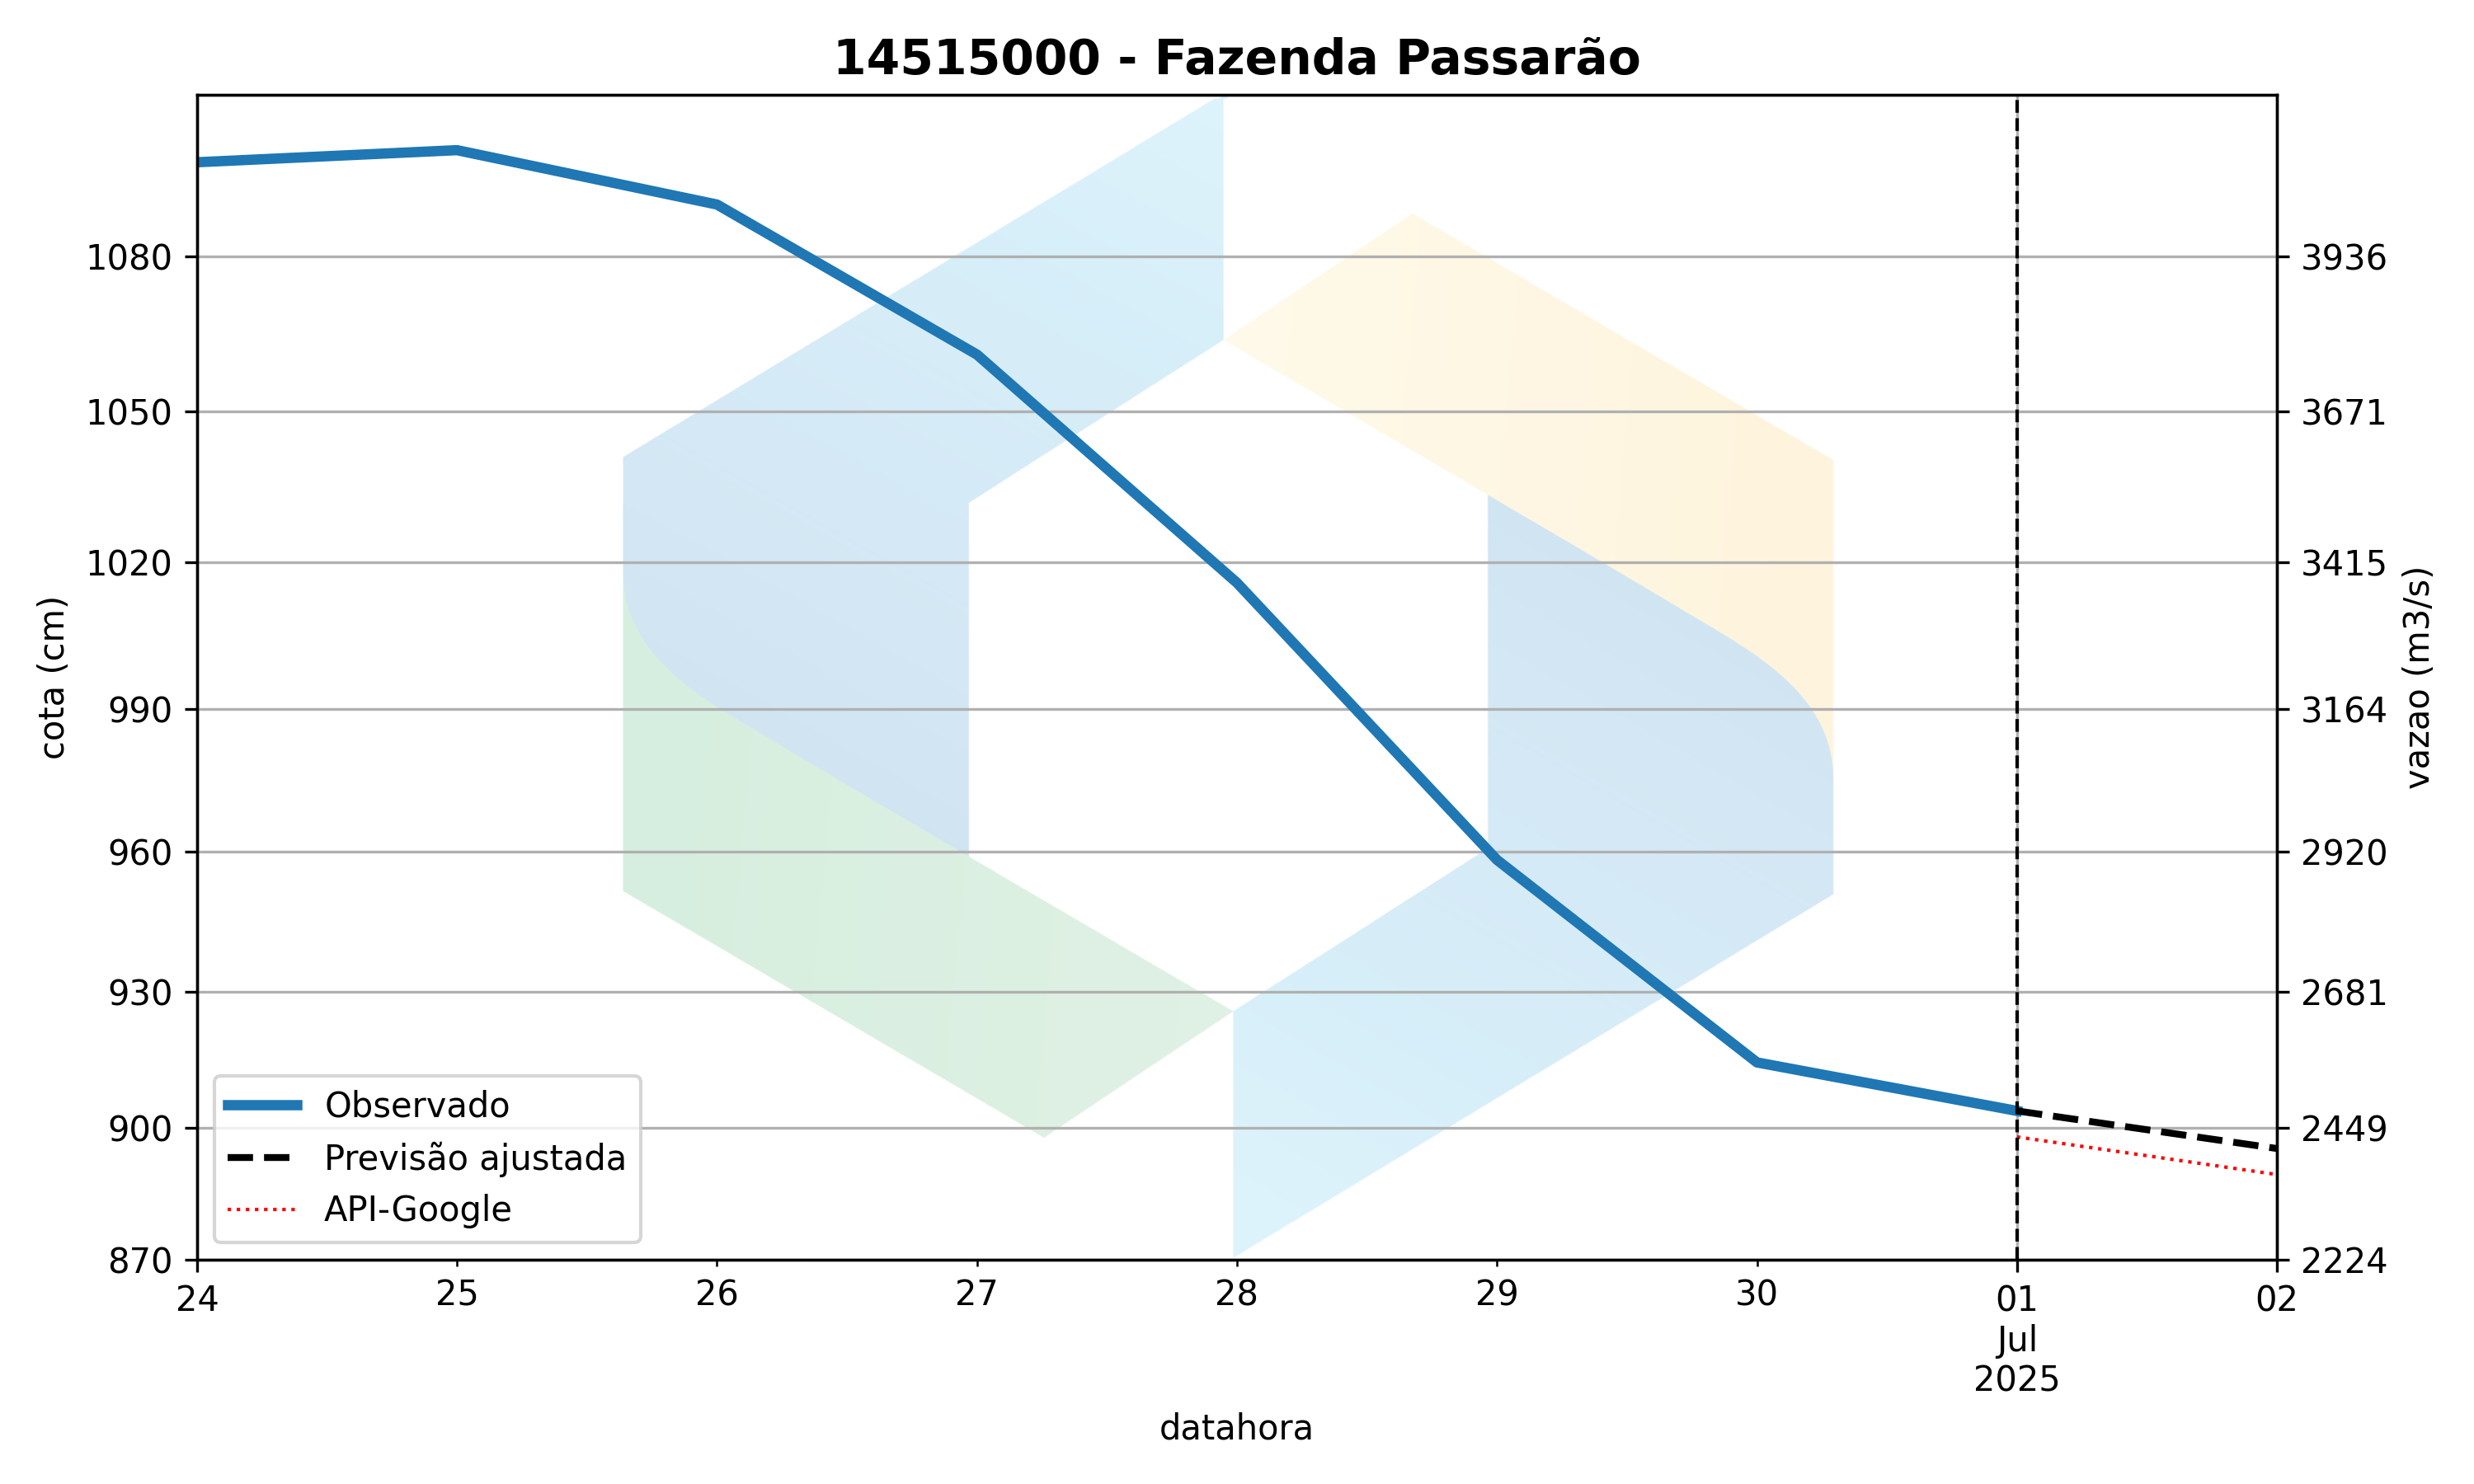 14515000 - Fazenda Passarão
cota (cm)
1080
1050
1020
990
960
930
900
870
3936
3671
3415
3164
2920
2681
2449
2224
vazao (m3/s)
Observado
Previsão ajustada
API-Google
24 25 26 27 28 29 30 01 02
Jul
2025
datahora